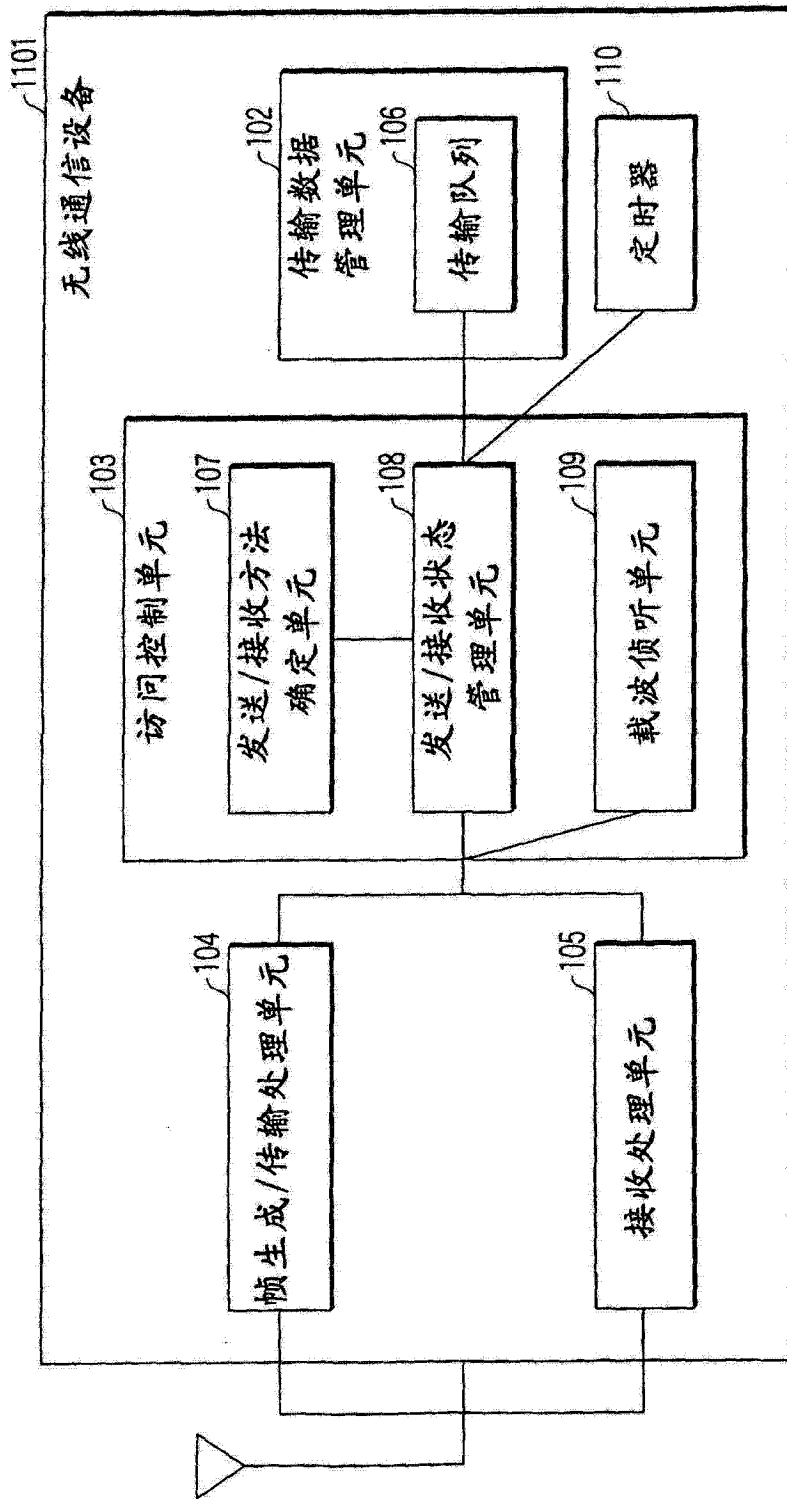 1101
无线通信设备
103
访问控制单元
102
传输数据
管理单元
104
帧生成/传输处理单元
107
发送/接收方法
确定单元
106
传输队列
108
发送/接收状态
管理单元
105
接收处理单元
109
载波侦听单元
110
定时器